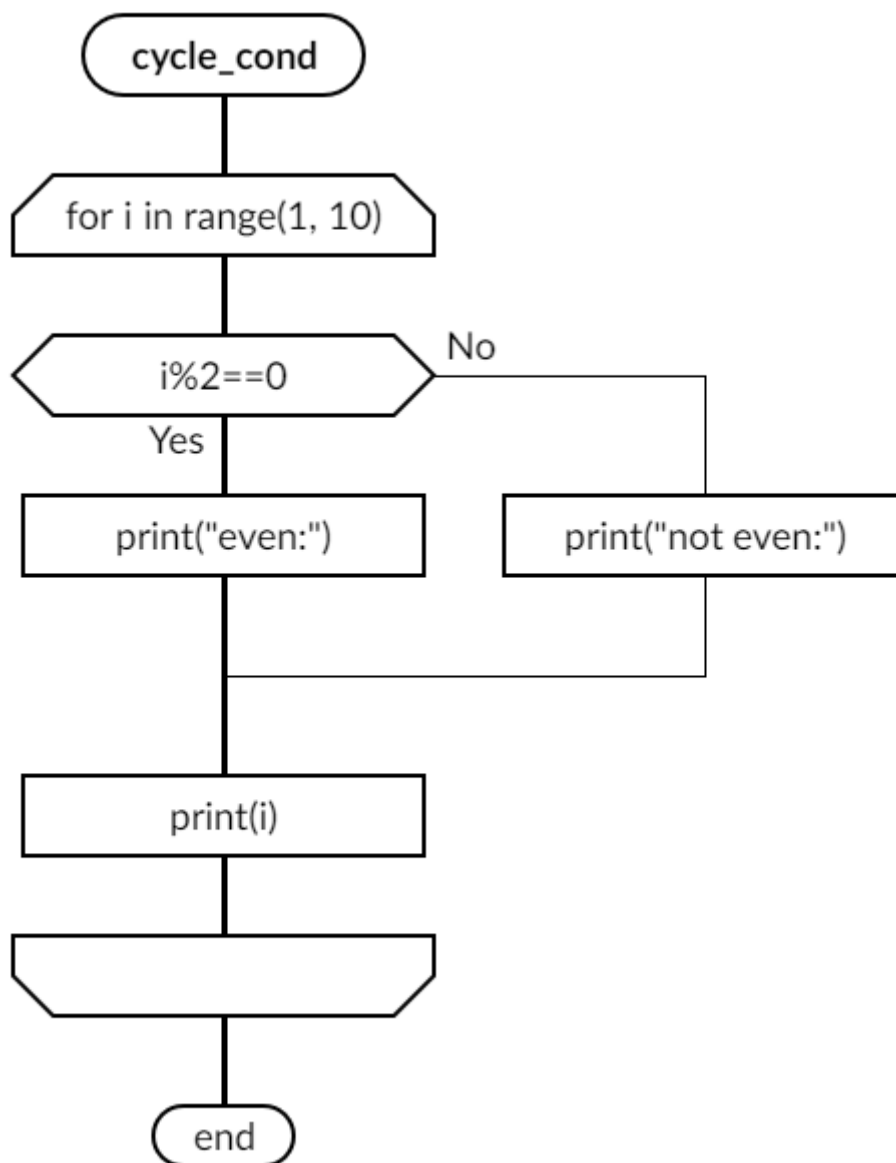 cycle_cond
for i in range(1, 10)
i%2==0
No
Yes
print("even:")
print("not even:")
print(i)
end